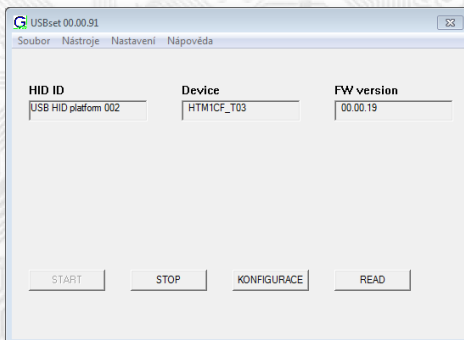 USBset 00.00.91
Soubor Nástroje Nastavení Nápověda
HID ID Device FW version
USB HID platform 002 HTM1CF_T03 00.00.19
START STOP KONFIGURACE READ